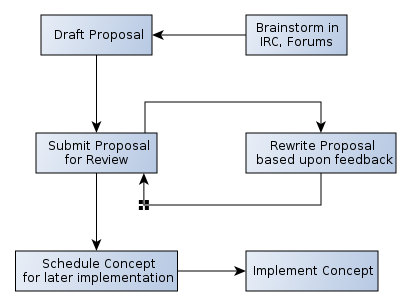 Draft Proposal
Brainstorm in
IRC, Forums
Submit Proposal
for Review
Rewrite Proposal
based upon feedback
Schedule Concept
for later implementation
Implement Concept